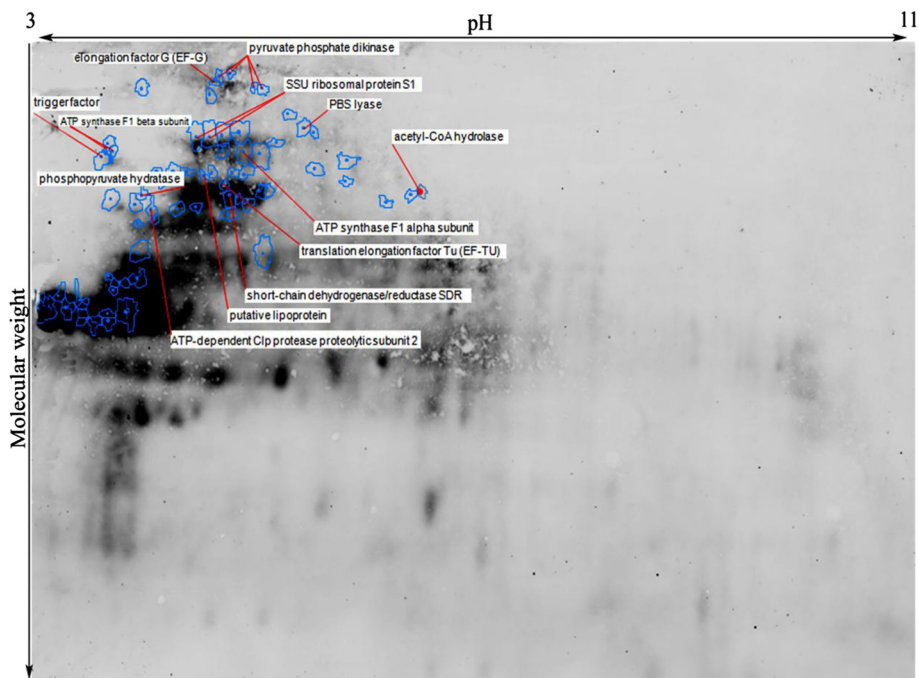 3
pH
11
pyruvate phosphate dikinase
elongation factor G (EF-G)
SSU ribosomal protein S1
triggerfactor
PBS lyase
ATP synthase F1 beta subunit
acetyl-CoA hydrolase
phosphopyruvate hydratase
ATP synthase F1 alpha subunit
translation elongation factor Tu (EF-TU)
short-chain dehydrogenase/reductase SDR
putative lipoprotein
ATP-dependent Clp protease proteolytic subunit 2
Molecular weight